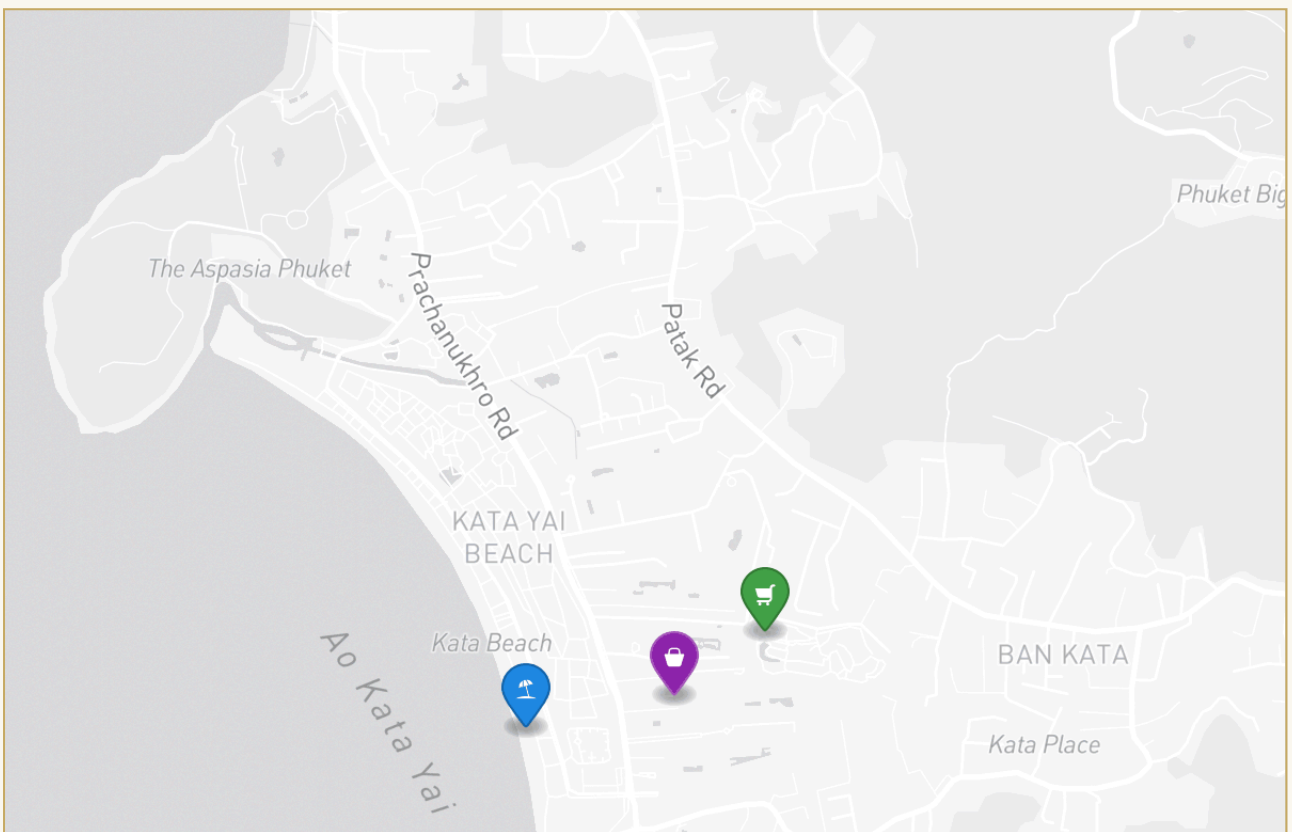 Phuket Big
The Aspasia Phuket
Prachanukhro Rd
Patak Rd
KATA YAI
BEACH
Kata Beach
Ao Kata Yai
BAN KATA
Kata Place